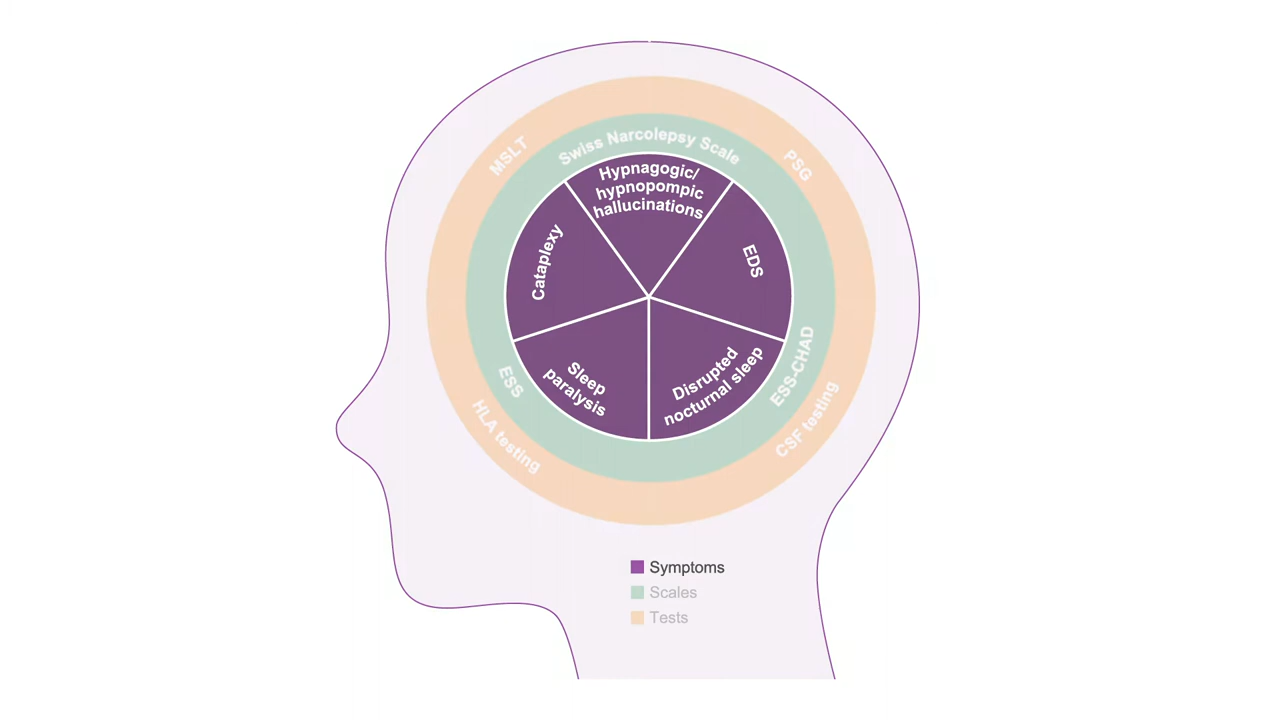 MSLT
Swiss Narcolepsy Scale
PSG
Hypnagogic/
hypnopompic
hallucinations
Cataplexy
EDS
Sleep
paralysis
Disrupted
nocturnal sleep
ESS
ESS-CHAD
HLA testing
CSF testing
Symptoms
Scales
Tests